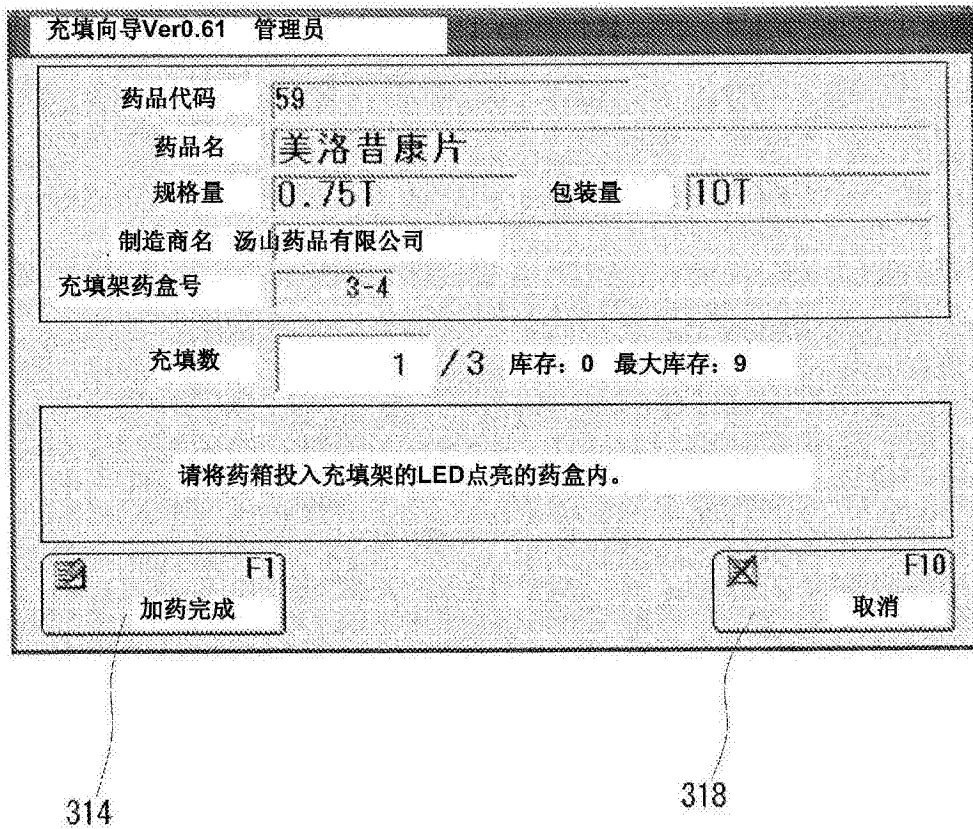 充填向导Ver0.61 管理员
药品代码 59
药品名 美洛昔康片
规格量 0.75T 包装量 10T
制造商名 汤山药品有限公司
充填架药盒号 3-4
充填数 1 /3 库存：0 最大库存：9
请将药箱投入充填架的LED点亮的药盒内。
F1 F10
加药完成 取消
314 318